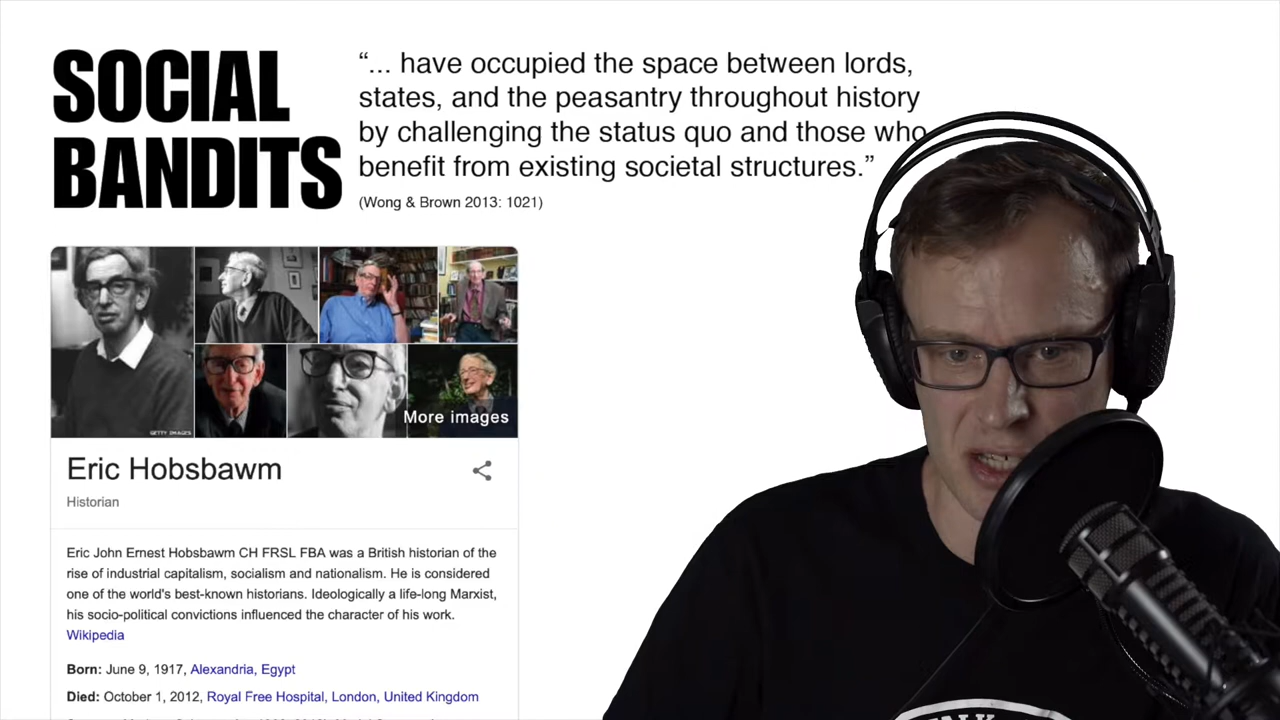 SOCIAL
BANDITS
“... have occupied the space between lords,
states, and the peasantry throughout history
by challenging the status quo and those who
benefit from existing societal structures.”
(Wong & Brown 2013: 1021)
GETTY IMAGES
More images
Eric Hobsbawm
Historian
Eric John Ernest Hobsbawm CH FRSL FBA was a British historian of the
rise of industrial capitalism, socialism and nationalism. He is considered
one of the world's best-known historians. Ideologically a life-long Marxist,
his socio-political convictions influenced the character of his work.
Wikipedia
Born: June 9, 1917, Alexandria, Egypt
Died: October 1, 2012, Royal Free Hospital, London, United Kingdom